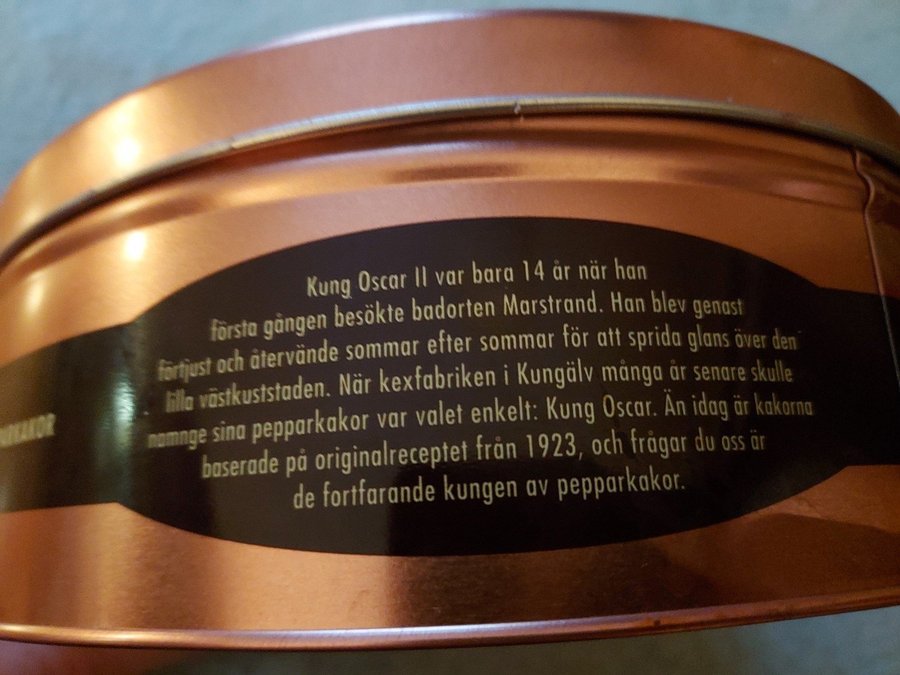 Kung Oscar II var bara 14 år när han
första gången besökte badorten Marstrand. Han blev genast
förtjust och återvände sommar efter sommar för att sprida glans över den
lilla västkuststaden. När kexfabriken i Kungälv många år senare skulle
namnge sina pepparkakor var valet enkelt: Kung Oscar. Än idag är kakorna
baserade på originalreceptet från 1923, och frågar du oss är
de fortfarande kungen av pepparkakor.